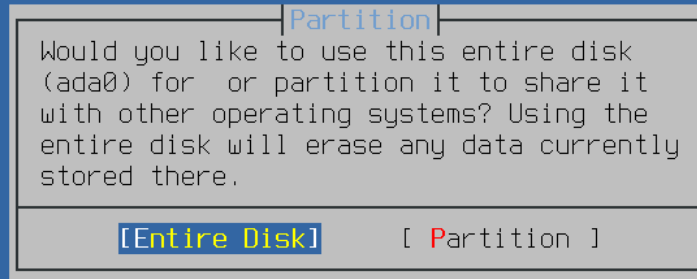 Partition
Would you like to use this entire disk
(ada0) for  or partition it to share it
with other operating systems? Using the
entire disk will erase any data currently
stored there.
[Entire Disk] [ Partition ]